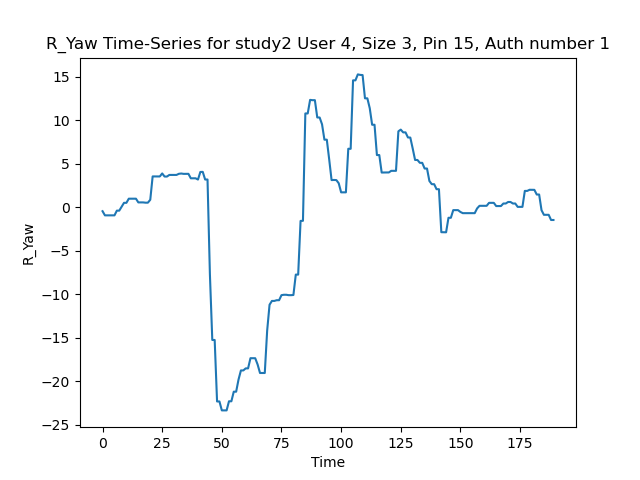 R_Yaw Time-Series for study2 User 4, Size 3, Pin 15, Auth number 1
15
10
5
0
−5
−10
−15
−20
−25
R_Yaw
0 25 50 75 100 125 150 175
Time